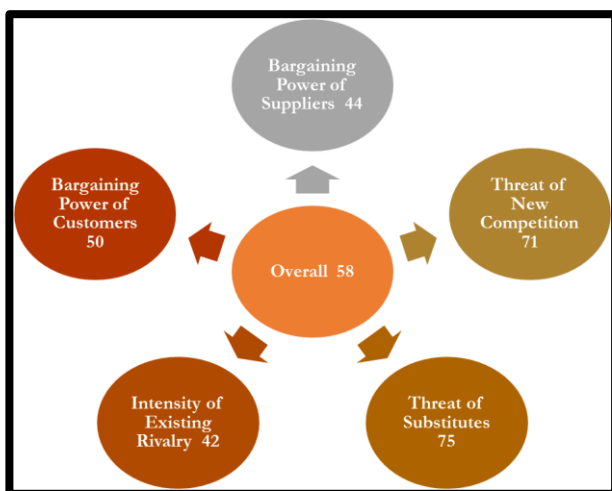 Bargaining
Power of
Suppliers 44
Bargaining
Power of
Customers
50
Threat of
New
Competition
71
Overall 58
Intensity of
Existing
Rivalry 42
Threat of
Substitutes
75